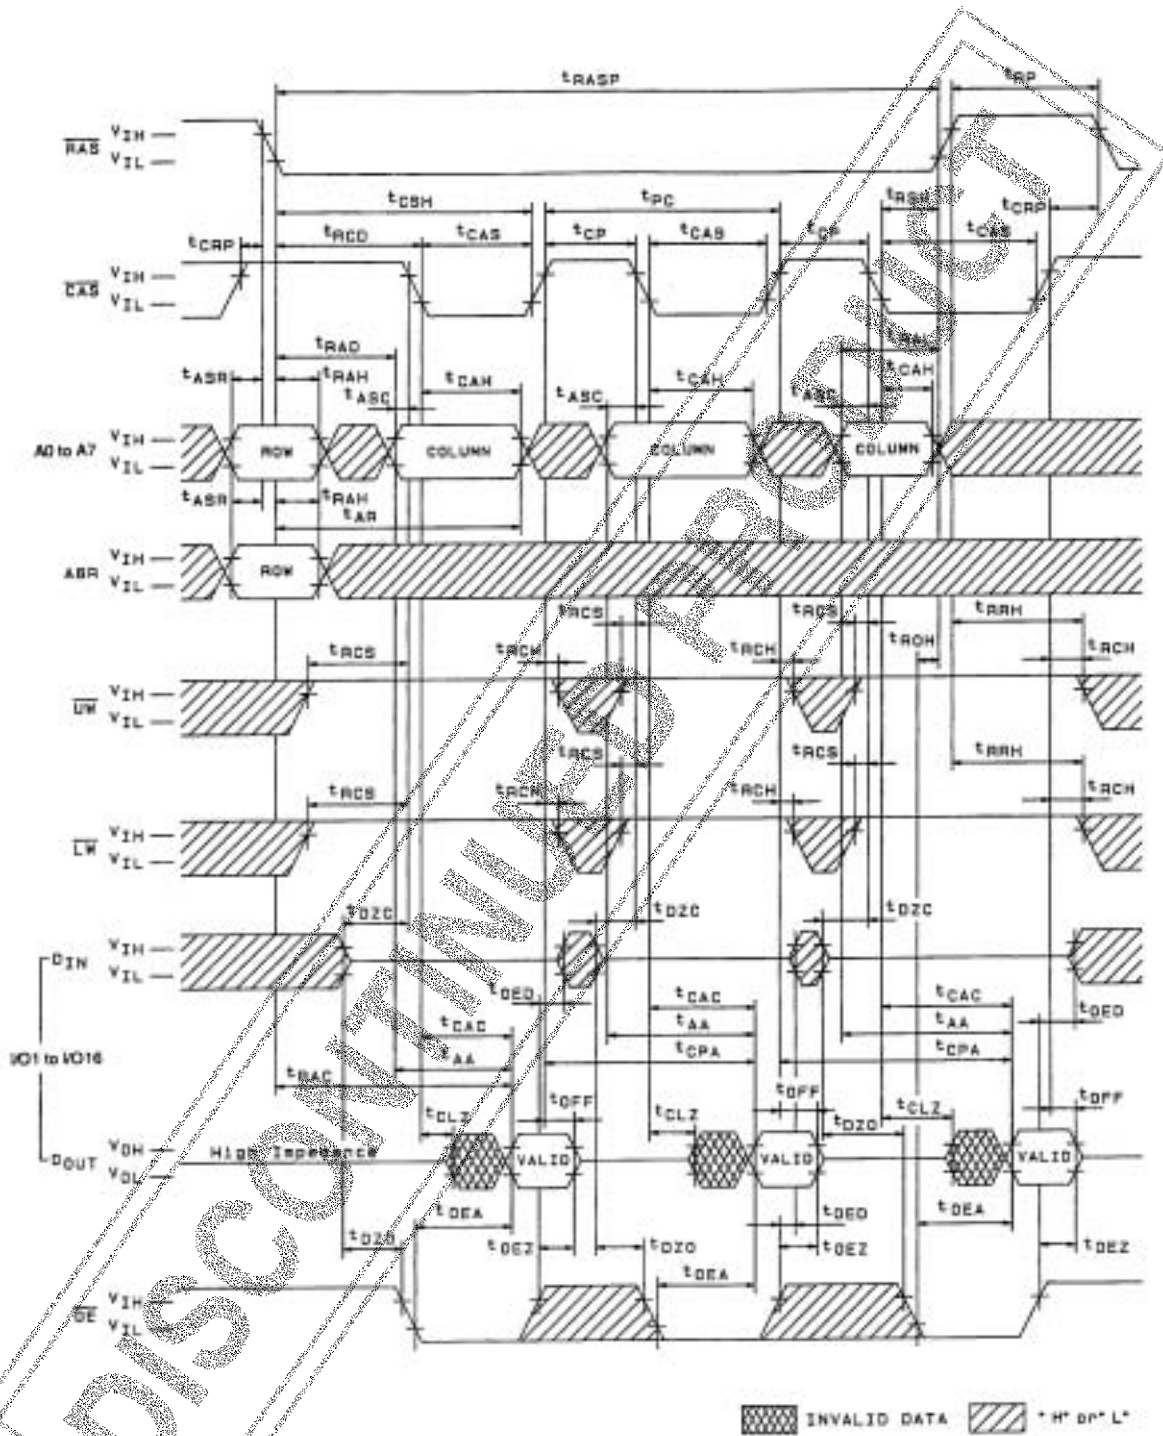 tRASP tRP
RAS VIH
VIL
tCSH tPC tRSH tCRP
tCRP tRCD tCAS tCP tCAS tCP tCAS
CAS VIH
VIL
tRAD tRAL
tASR tRAH tCAH tCAH tCAH
tASC tASC tASC
A0 to A7 VIH
VIL
ROW COLUMN COLUMN COLUMN
tASR tRAH
tAR
A8R VIH
VIL
ROW
tRCS tRCS tRRH
tRCS tRCH tRCH tROH tRCH
UW VIH
VIL
tRCS tRCS tRRH
tRCS tRCH tRCH tRCH
LW VIH
VIL
tDZC tDZC tDZC
DIN VIH
VIL
tOED tCAC tCAC tOED
tCAC tAA tAA
tAA tCPA tCPA
I/O1 to I/O16
tRAC tOFF tOFF tOFF
tCLZ tCLZ tDZO tCLZ
DOUT VOH
VOL
High Impedance VALID VALID VALID
tOEA tOED tOEA
tDZO tOEZ tDZO tOEZ tOEZ
tOEA
OE VIH
VIL
INVALID DATA "H" or "L"
DISCONTINUED PRODUCT